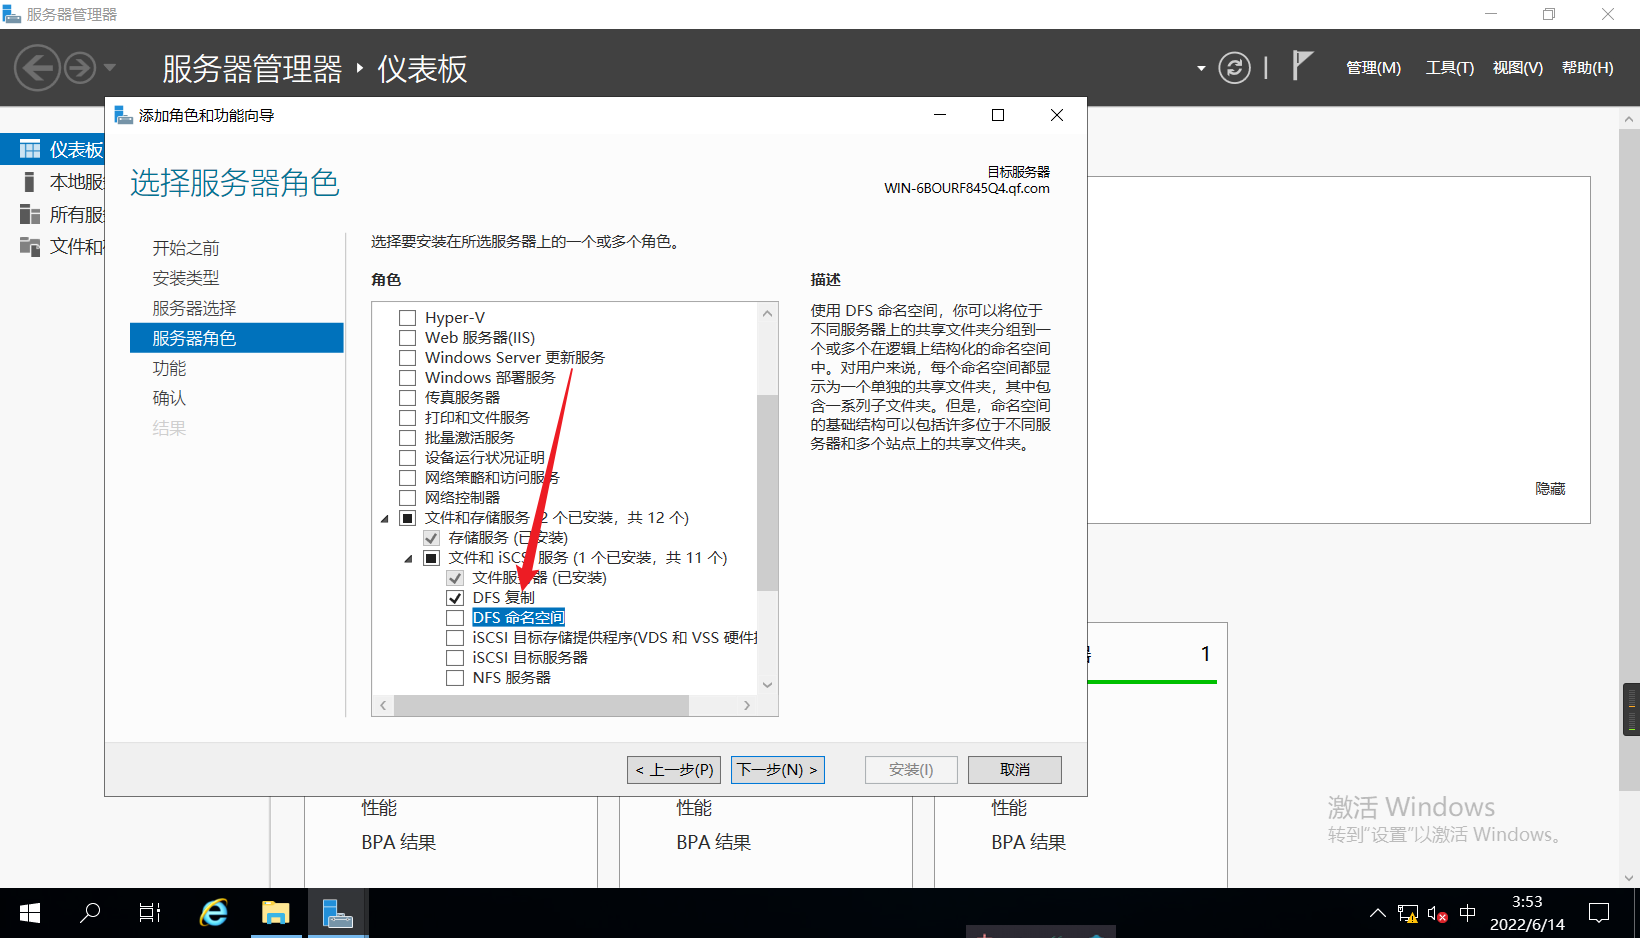 服务器管理器
服务器管理器 ‣ 仪表板
管理(M) 工具(T) 视图(V) 帮助(H)
仪表板
本地服
所有服
文件和
添加角色和功能向导
选择服务器角色
目标服务器
WIN-6BOURF845Q4.qf.com
开始之前
安装类型
服务器选择
服务器角色
功能
确认
结果
选择要安装在所选服务器上的一个或多个角色。
角色
Hyper-V
Web 服务器(IIS)
Windows Server 更新服务
Windows 部署服务
传真服务器
打印和文件服务
批量激活服务
设备运行状况证明
网络策略和访问服务
网络控制器
文件和存储服务 (2 个已安装，共 12 个)
存储服务 (已安装)
文件和 iSCSI 服务 (1 个已安装，共 11 个)
文件服务器 (已安装)
DFS 复制
DFS 命名空间
iSCSI 目标存储提供程序(VDS 和 VSS 硬件
iSCSI 目标服务器
NFS 服务器
描述
使用 DFS 命名空间，你可以将位于
不同服务器上的共享文件夹分组到一
个或多个在逻辑上结构化的命名空间
中。对用户来说，每个命名空间都显
示为一个单独的共享文件夹，其中包
含一系列子文件夹。但是，命名空间
的基础结构可以包括许多位于不同服
务器和多个站点上的共享文件夹。
隐藏
1
< 上一步(P) 下一步(N) > 安装(I) 取消
性能 性能 性能
BPA 结果 BPA 结果 BPA 结果
激活 Windows
转到"设置"以激活 Windows。
中
3:53
2022/6/14